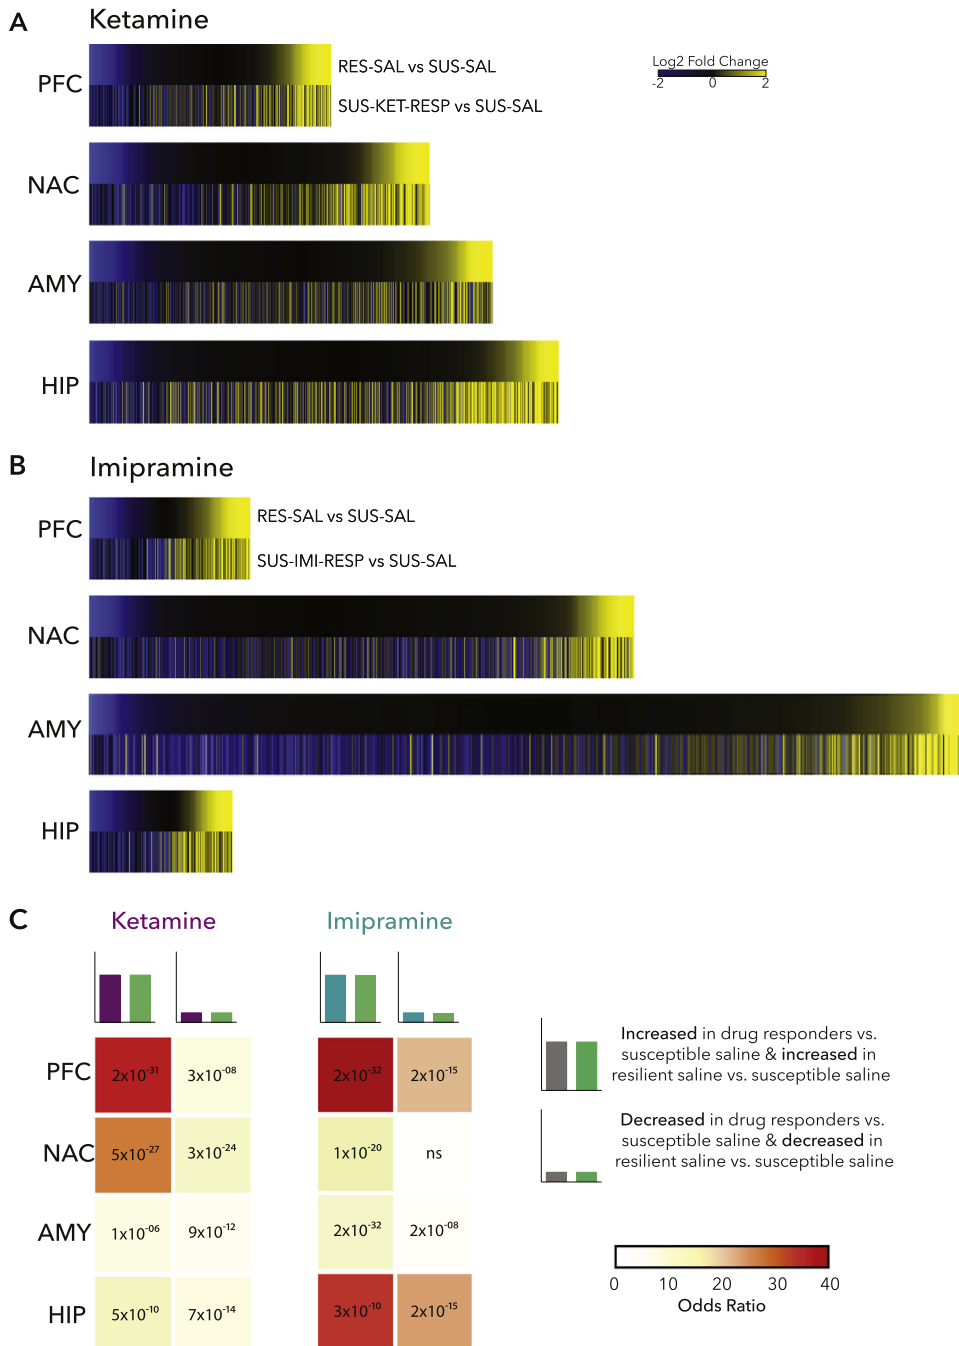 A
Ketamine
PFC
RES-SAL vs SUS-SAL
SUS-KET-RESP vs SUS-SAL
Log2 Fold Change
-2 0 2
NAC
AMY
HIP
B
Imipramine
PFC
RES-SAL vs SUS-SAL
SUS-IMI-RESP vs SUS-SAL
NAC
AMY
HIP
C
Ketamine Imipramine
PFC 2x10⁻³¹ 3x10⁻⁰⁸ 2x10⁻³² 2x10⁻¹⁵
NAC 5x10⁻²⁷ 3x10⁻²⁴ 1x10⁻²⁰ ns
AMY 1x10⁻⁰⁶ 9x10⁻¹² 2x10⁻³² 2x10⁻⁰⁸
HIP 5x10⁻¹⁰ 7x10⁻¹⁴ 3x10⁻¹⁰ 2x10⁻¹⁵
Increased in drug responders vs.
susceptible saline & increased in
resilient saline vs. susceptible saline
Decreased in drug responders vs.
susceptible saline & decreased in
resilient saline vs. susceptible saline
0 10 20 30 40
Odds Ratio